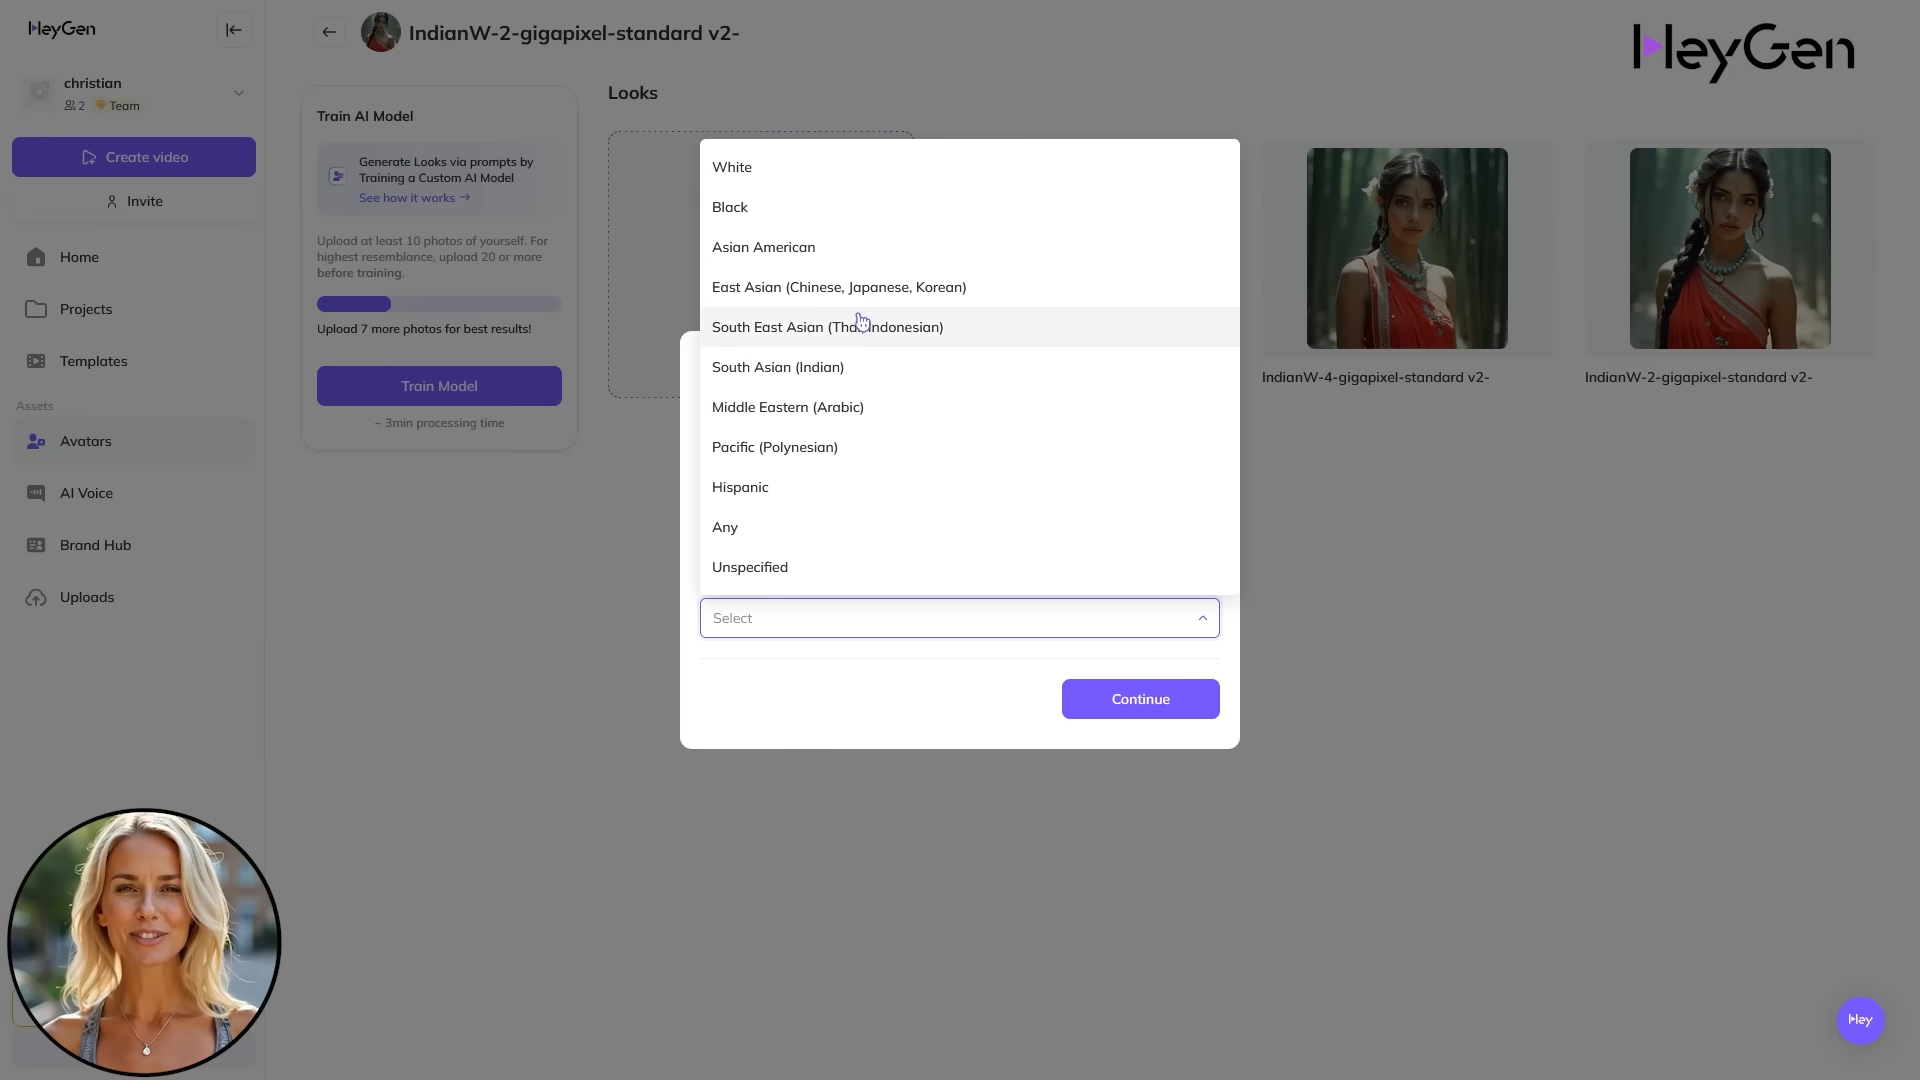 HeyGen
christian
2 Team
Create video
Invite
Home
Projects
Templates
Assets
Avatars
AI Voice
Brand Hub
Uploads
IndianW-2-gigapixel-standard v2-
HeyGen
Train AI Model
Generate Looks via prompts by
Training a Custom AI Model
See how it works
Upload at least 10 photos of yourself. For
highest resemblance, upload 20 or more
before training.
Upload 7 more photos for best results!
Train Model
~ 3min processing time
Looks
White
Black
Asian American
East Asian (Chinese, Japanese, Korean)
South East Asian (Thai, Indonesian)
South Asian (Indian)
Middle Eastern (Arabic)
Pacific (Polynesian)
Hispanic
Any
Unspecified
Select
Continue
IndianW-4-gigapixel-standard v2-
IndianW-2-gigapixel-standard v2-
Hey